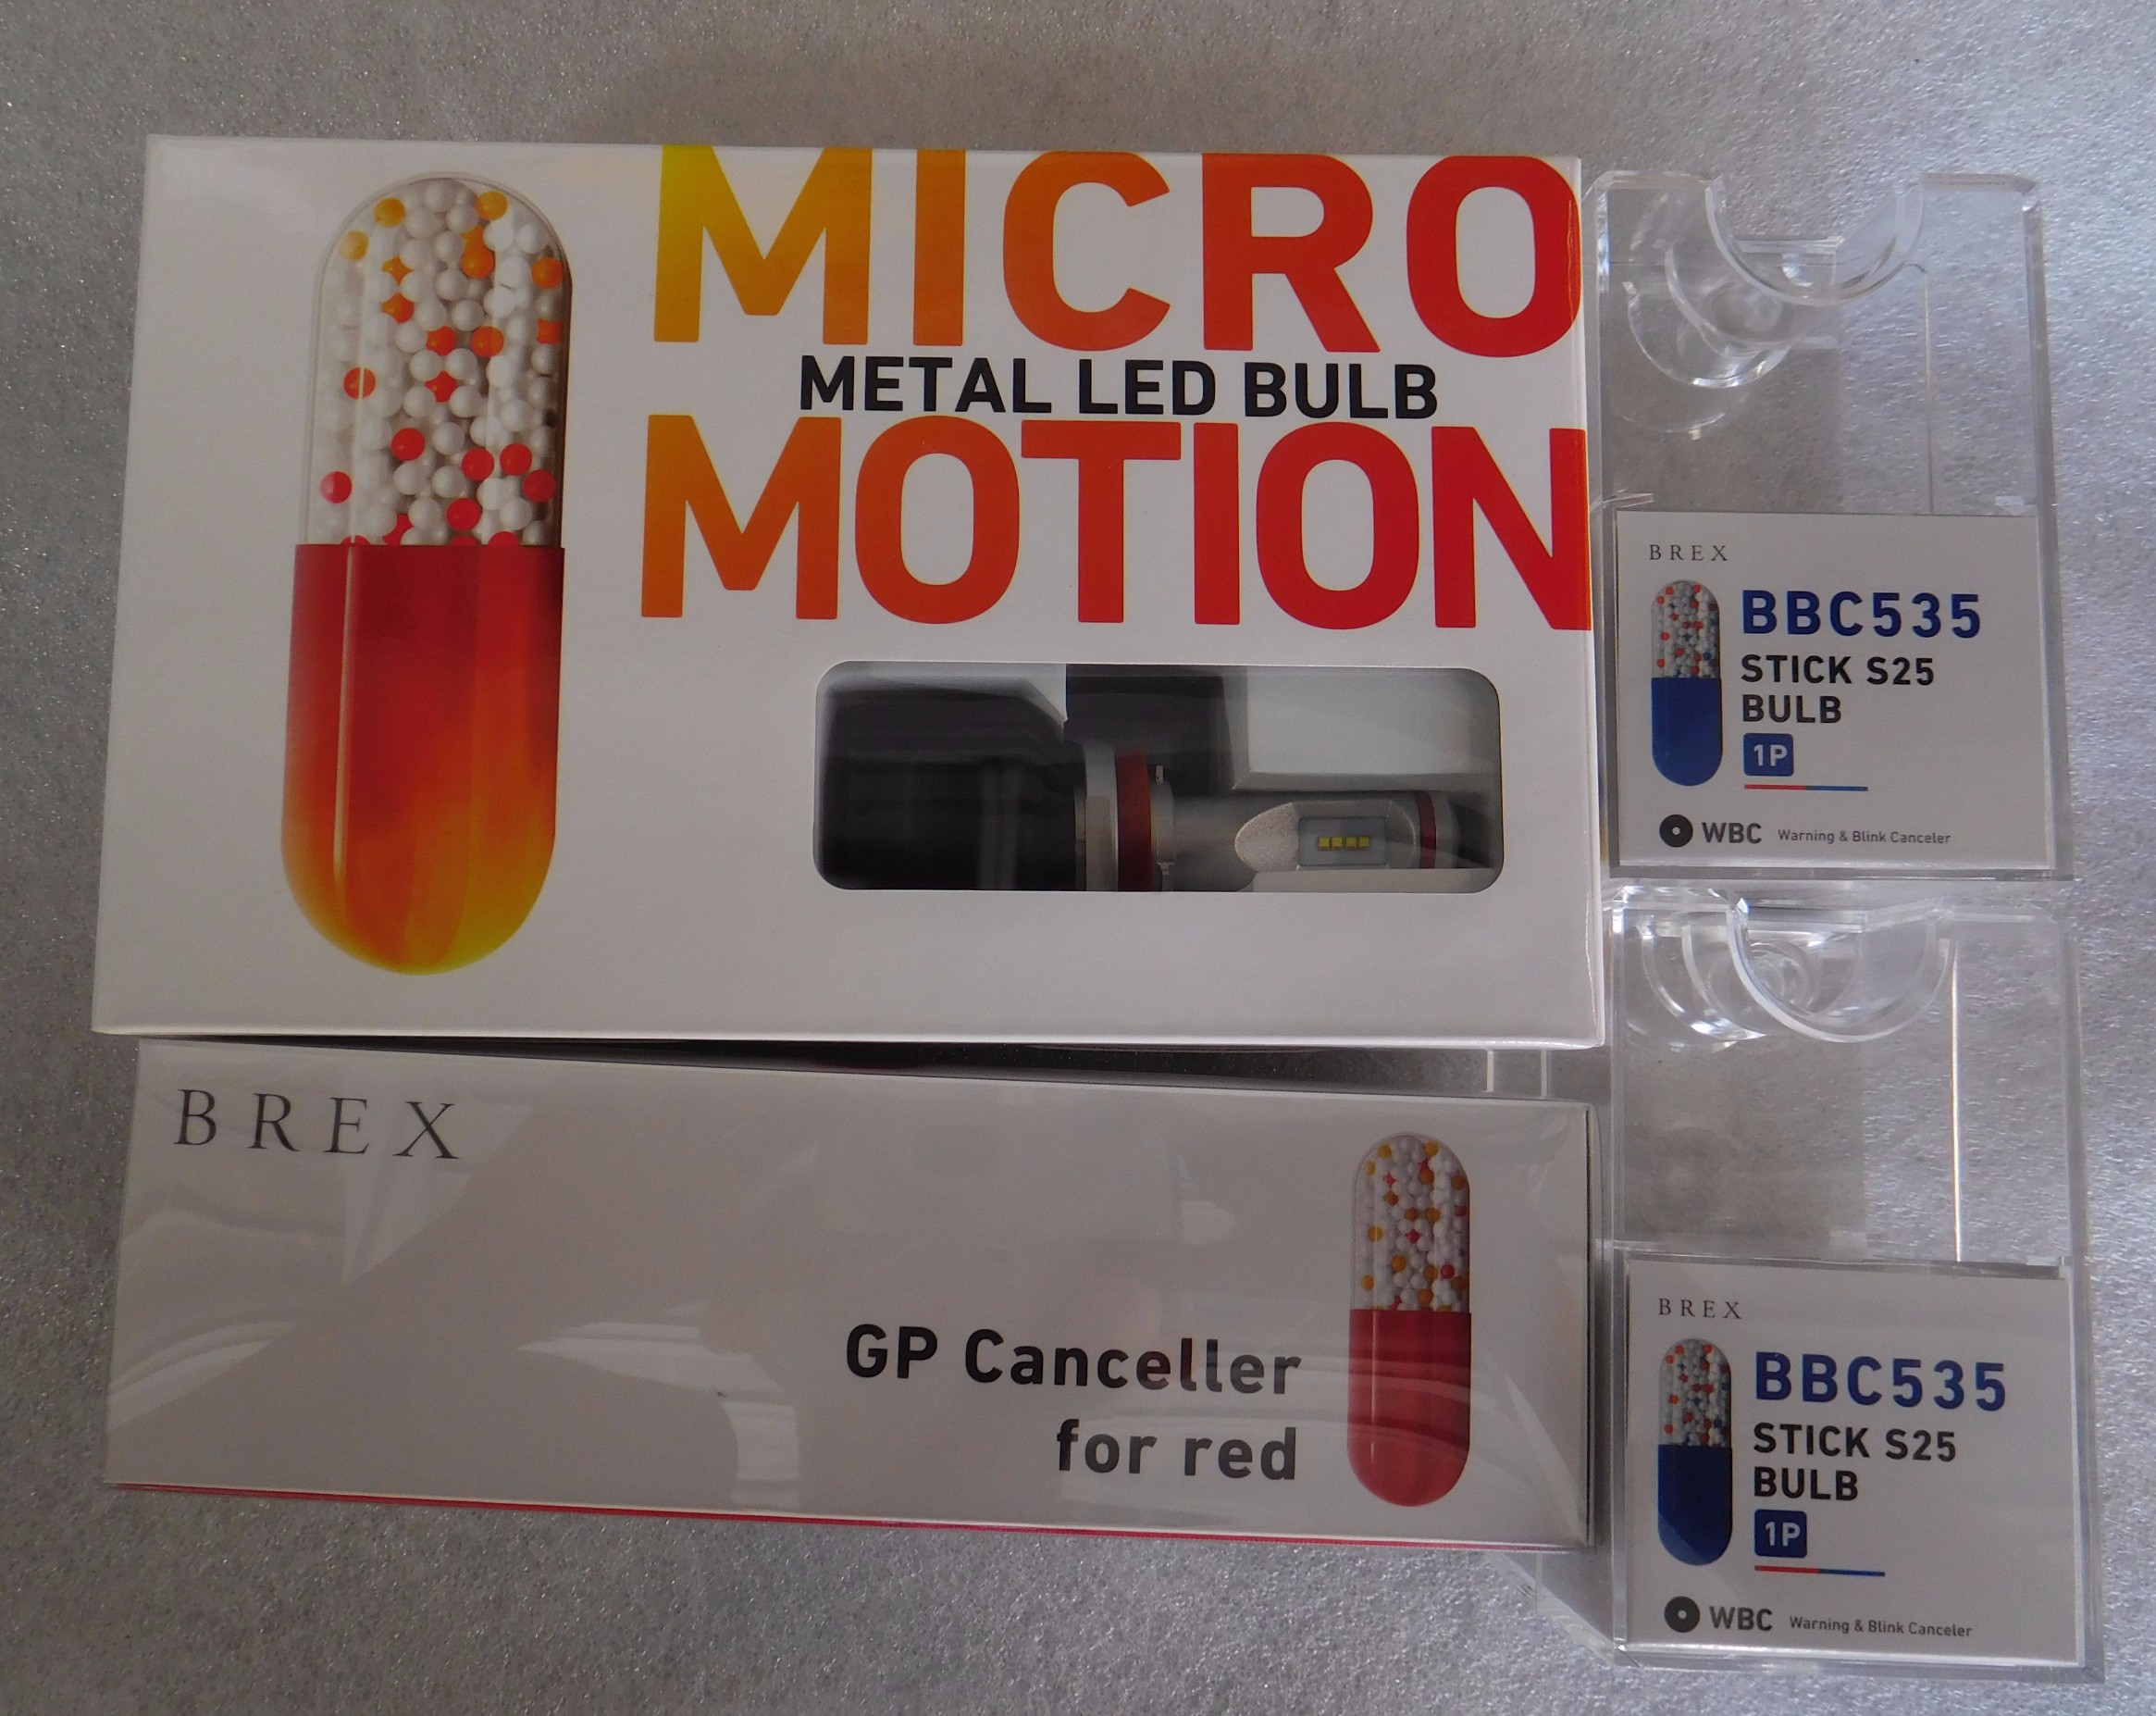 MICRO
METAL LED BULB
MOTION
BREX
GP Canceller
for red
BREX
BBC535
STICK S25
BULB
1P
WBC Warning & Blink Canceler
BREX
BBC535
STICK S25
BULB
1P
WBC Warning & Blink Canceler